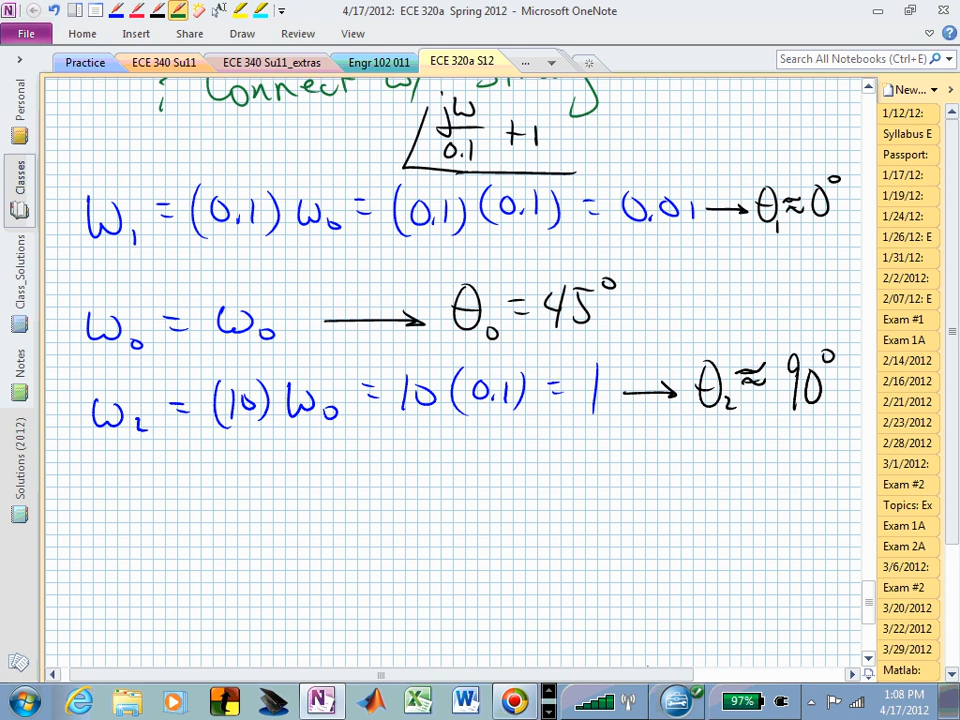 4/17/2012: ECE 320a Spring 2012 - Microsoft OneNote
File Home Insert Share Draw Review View
Practice ECE 340 Su11 ECE 340 Su11_extras Engr 102 011 ECE 320a S12 ...
Search All Notebooks (Ctrl+E)
Personal
Classes
Class_Solutions
Notes
Solutions (2012)
Connect w/
jω/0.1 + 1
ω₁ = (0.1) ω₀ = (0.1)(0.1) = 0.01 → θ₁ ≈ 0°
ω₀ = ω₀ → θ₀ = 45°
ω₂ = (10) ω₀ = 10 (0.1) = 1 → θ₂ ≈ 90°
New...
1/12/12:
Syllabus E
Passport:
1/17/12:
1/19/12:
1/24/12:
1/26/12: E
1/31/12:
2/2/2012:
2/07/12: E
Exam #1
Exam 1A
2/14/2012
2/16/2012
2/21/2012
2/23/2012
2/28/2012
3/1/2012:
Exam #2
Topics: Ex
Exam 1A
Exam 2A
3/6/2012:
Exam #2
3/20/2012
3/22/2012
3/29/2012
Matlab:
97%
1:08 PM
4/17/2012